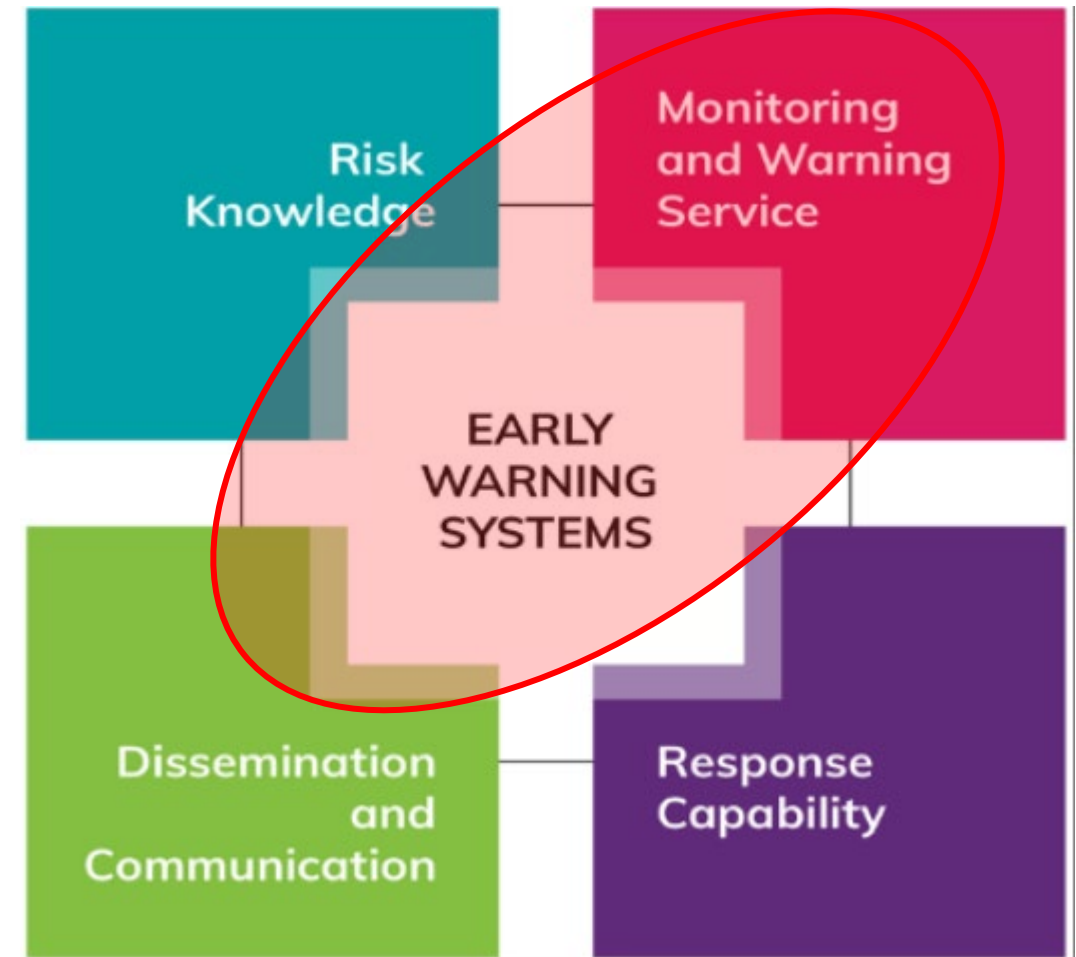 Risk
Knowledge
Monitoring
and Warning
Service
EARLY
WARNING
SYSTEMS
Dissemination
and
Communication
Response
Capability